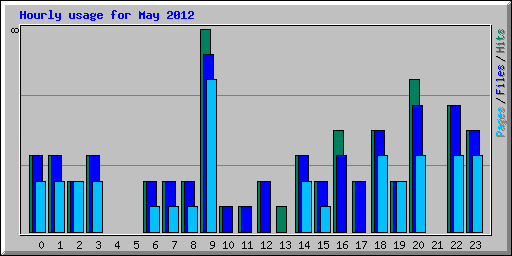 Hourly usage for May 2012
8
Pages / Files / Hits
0 1 2 3 4 5 6 7 8 9 10 11 12 13 14 15 16 17 18 19 20 21 22 23